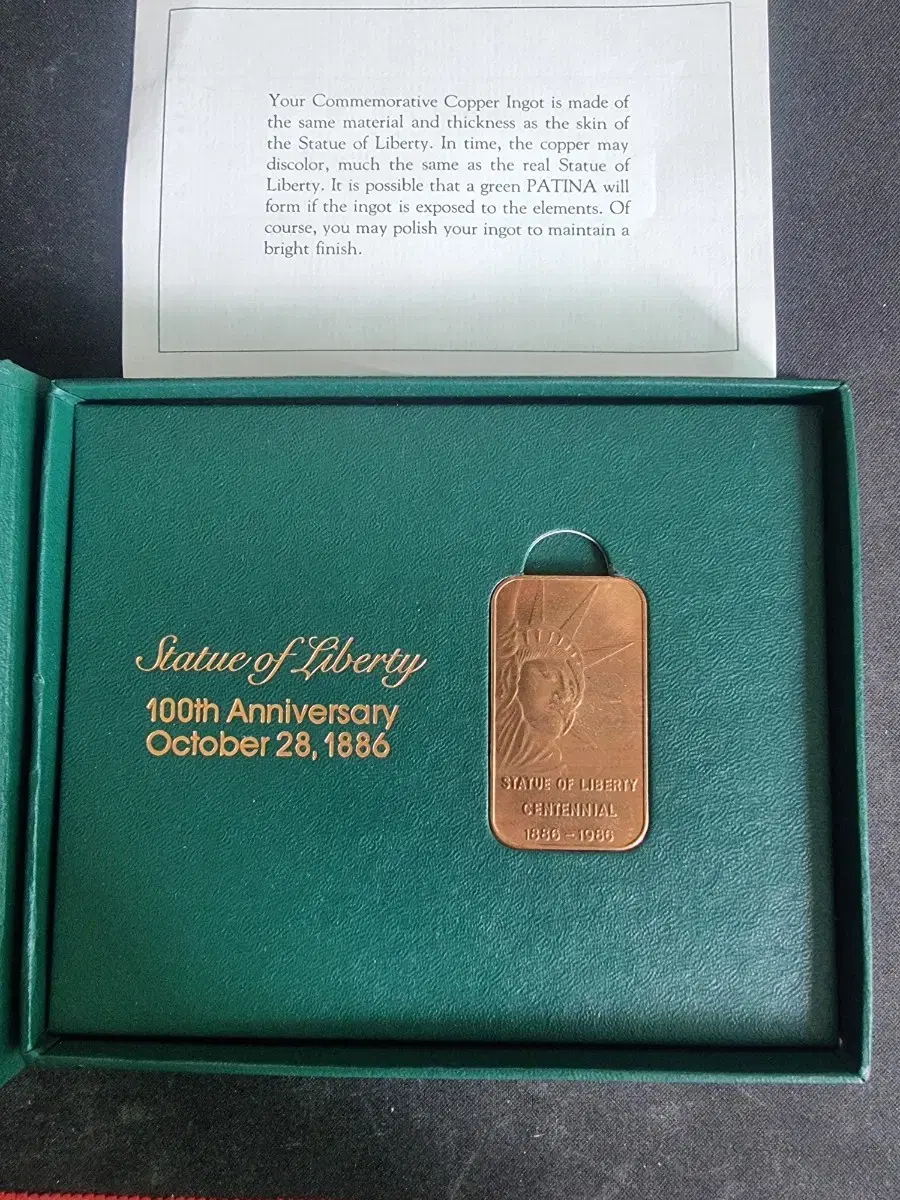 Your Commemorative Copper Ingot is made of
the same material and thickness as the skin of
the Statue of Liberty. In time, the copper may
discolor, much the same as the real Statue of
Liberty. It is possible that a green PATINA will
form if the ingot is exposed to the elements. Of
course, you may polish your ingot to maintain a
bright finish.
Statue of Liberty
100th Anniversary
October 28, 1886
STATUE OF LIBERTY
CENTENNIAL
1886 - 1986